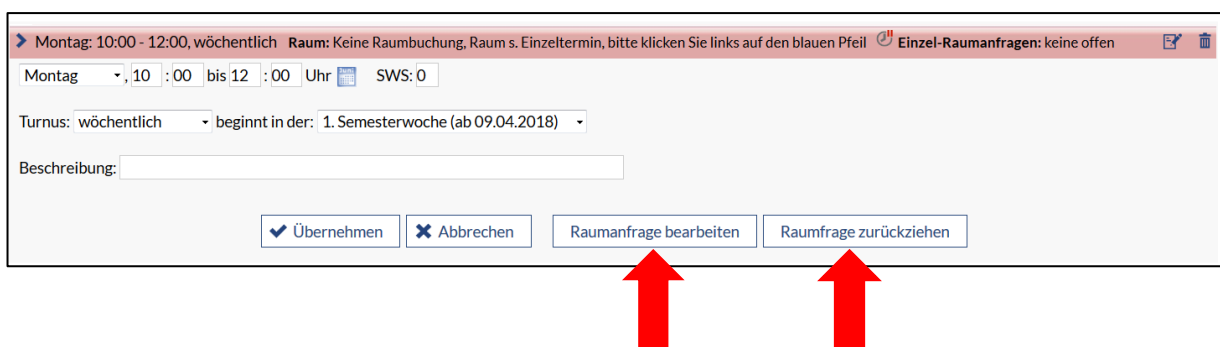 Montag: 10:00 - 12:00, wöchentlich Raum: Keine Raumbuchung, Raum s. Einzeltermin, bitte klicken Sie links auf den blauen Pfeil Einzel-Raumanfragen: keine offen
Montag , 10 : 00 bis 12 : 00 Uhr SWS: 0
Turnus: wöchentlich beginnt in der: 1. Semesterwoche (ab 09.04.2018)
Beschreibung:
Übernehmen Abbrechen Raumanfrage bearbeiten Raumfrage zurückziehen